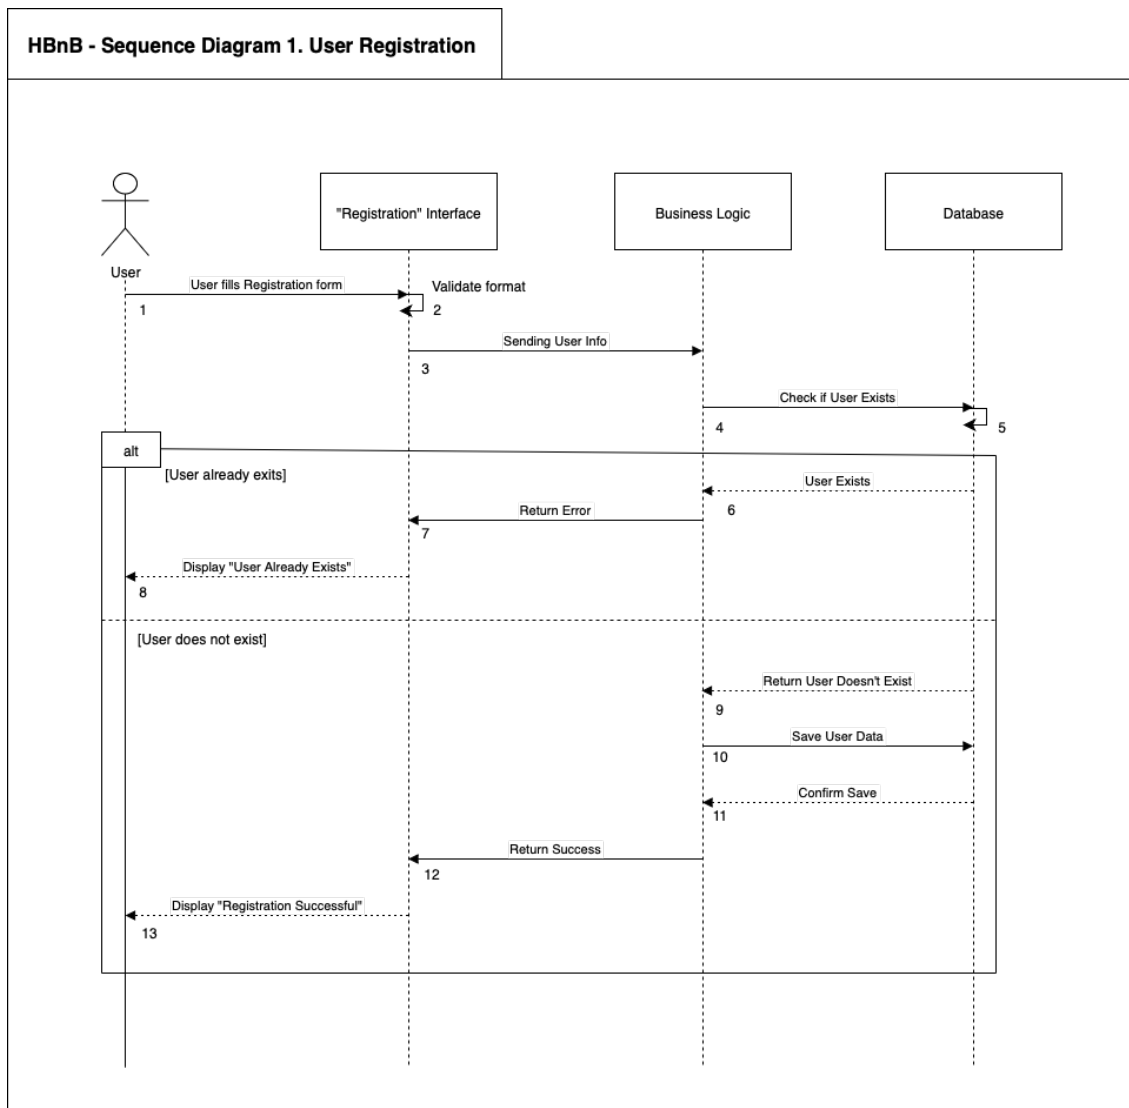 HBnB - Sequence Diagram 1. User Registration
"Registration" Interface
Business Logic
Database
User
User fills Registration form
Validate format
1
2
Sending User Info
3
Check if User Exists
4
5
alt
[User already exits]
User Exists
6
Return Error
7
Display "User Already Exists"
8
[User does not exist]
Return User Doesn't Exist
9
Save User Data
10
Confirm Save
11
Return Success
12
Display "Registration Successful"
13